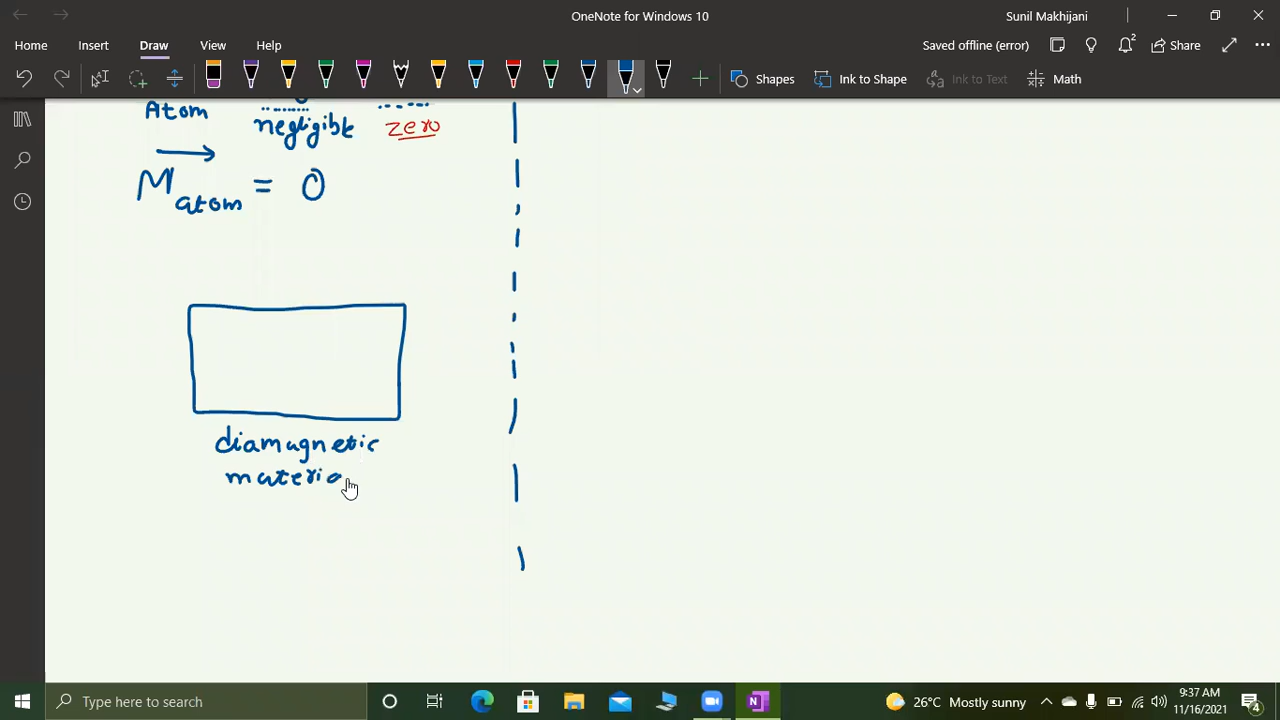 OneNote for Windows 10
Sunil Makhijani
Home Insert Draw View Help
Saved offline (error)
Share
Shapes
Ink to Shape
Ink to Text
Math
Atom
negligible
zero
M atom = 0
diamagnetic
materia
Type here to search
26°C Mostly sunny
9:37 AM
11/16/2021
4